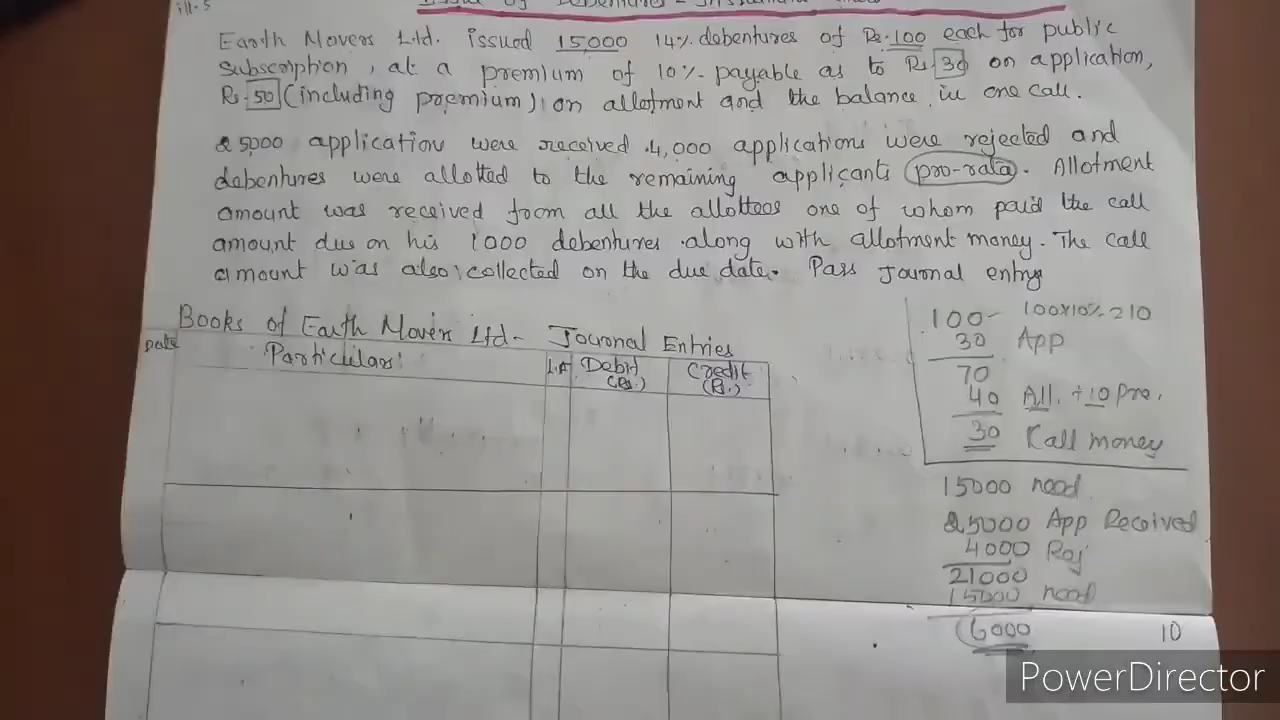 ill.5
Issue of Debentures - Instalment
Earth Movers Ltd. issued 15000 14% debentures of Rs.100 each for public
subscription, at a premium of 10% payable as to Rs 30 on application,
Rs.50 (including premium) on allotment and the balance in one call.
25000 application were received .4,000 applications were rejected and
debentures were allotted to the remaining applicants pro-rata. Allotment
amount was received from all the allottees one of whom paid the call
amount due on his 1000 debentures along with allotment money. The call
amount was also collected on the due date. Pass Journal entry
Books of Earth Movers Ltd - Journal Entries
Date Particulars L.F Debit (Rs.) Credit (Rs.)
100 - 100x10% = 10
30 App
70
40 All. +10 Pre.
30 Call money
15000 need
25000 App Received
4000 Rej
21000
15000 need
6000 10
PowerDirector